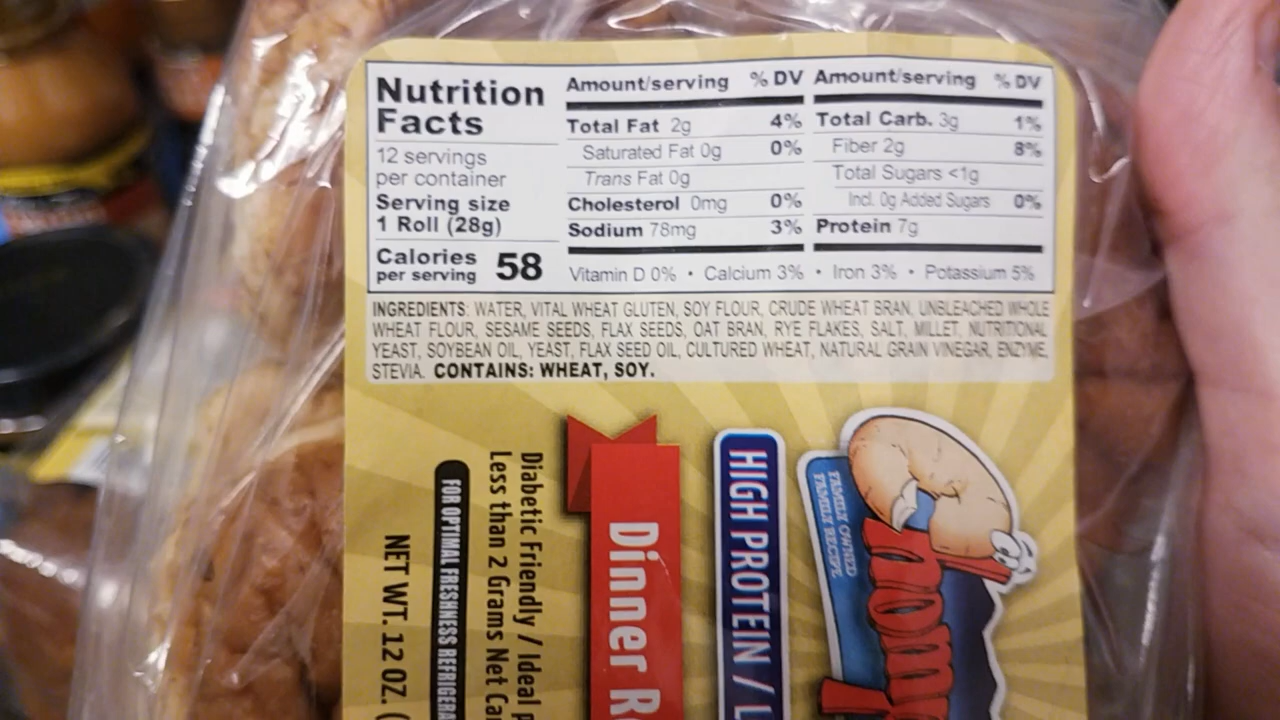 Nutrition
Facts
12 servings
per container
Serving size
1 Roll (28g)
Calories
per serving 58
Amount/serving % DV
Total Fat 2g 4%
Saturated Fat 0g 0%
Trans Fat 0g
Cholesterol 0mg 0%
Sodium 78mg 3%
Amount/serving % DV
Total Carb. 3g 1%
Fiber 2g 8%
Total Sugars <1g
Incl. 0g Added Sugars 0%
Protein 7g
Vitamin D 0% • Calcium 3% • Iron 3% • Potassium 5%
INGREDIENTS: WATER, VITAL WHEAT GLUTEN, SOY FLOUR, CRUDE WHEAT BRAN, UNBLEACHED WHOLE
WHEAT FLOUR, SESAME SEEDS, FLAX SEEDS, OAT BRAN, RYE FLAKES, SALT, MILLET, NUTRITIONAL
YEAST, SOYBEAN OIL, YEAST, FLAX SEED OIL, CULTURED WHEAT, NATURAL GRAIN VINEGAR, ENZYME,
STEVIA. CONTAINS: WHEAT, SOY.
FAMILY OWNED
FAMILY RECIPE
HIGH PROTEIN / L
Dinner R
Diabetic Friendly / Ideal
Less than 2 Grams Net Ca
FOR OPTIMAL FRESHNESS REFRIGERA
NET WT. 12 OZ. (